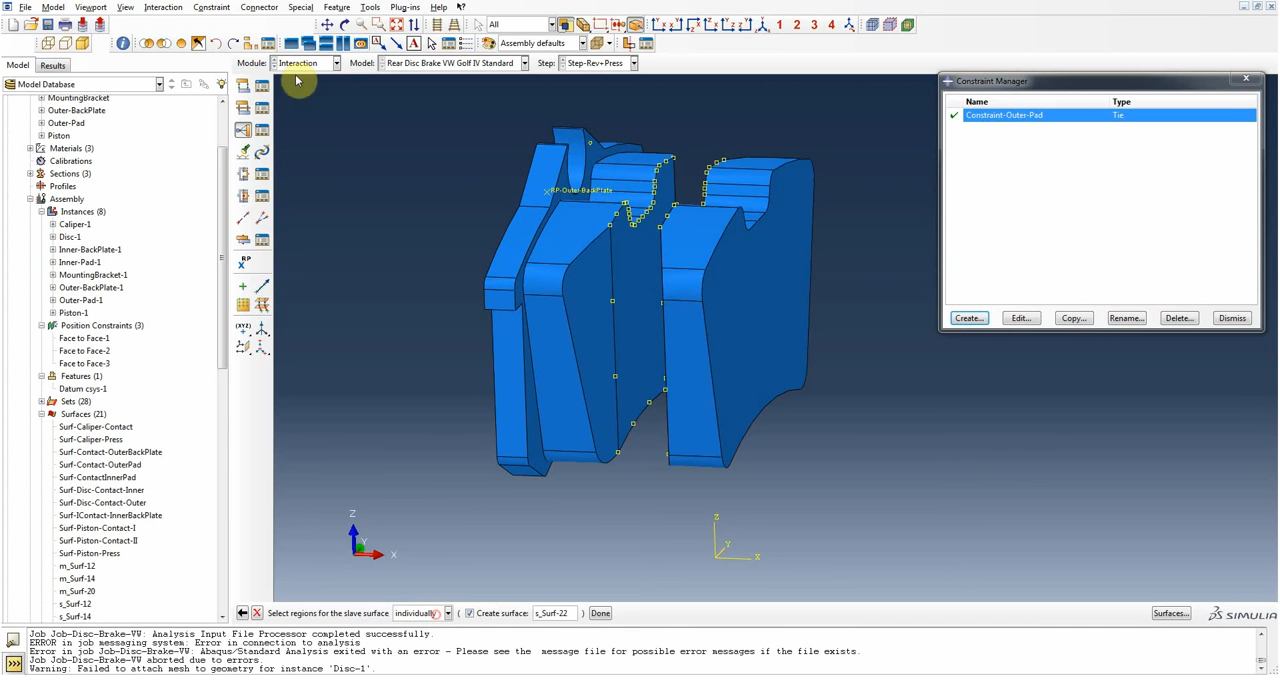 File Model Viewport View Interaction Constraint Connector Special Feature Tools Plug-ins Help
All 1 2 3 4
Assembly defaults
Model Results Module: Interaction Model: Rear Disc Brake VW Golf IV Standard Step: Step-Rev+Press
Model Database
MountingBracket
Outer-BackPlate
Outer-Pad
Piston
Materials (3)
Calibrations
Sections (3)
Profiles
Assembly
Instances (8)
Caliper-1
Disc-1
Inner-BackPlate-1
Inner-Pad-1
MountingBracket-1
Outer-BackPlate-1
Outer-Pad-1
Piston-1
Position Constraints (3)
Face to Face-1
Face to Face-2
Face to Face-3
Features (1)
Datum csys-1
Sets (28)
Surfaces (21)
Surf-Caliper-Contact
Surf-Caliper-Press
Surf-Contact-OuterBackPlate
Surf-Contact-OuterPad
Surf-ContactInnerPad
Surf-Disc-Contact-Inner
Surf-Disc-Contact-Outer
Surf-IContact-InnerBackPlate
Surf-Piston-Contact-I
Surf-Piston-Contact-II
Surf-Piston-Press
m_Surf-12
m_Surf-14
m_Surf-20
s_Surf-12
s_Surf-14
RP
(XYZ)
RP-Outer-BackPlate
Z
Y
X
Z
Y
X
Constraint Manager
Name Type
Constraint-Outer-Pad Tie
Create... Edit... Copy... Rename... Delete... Dismiss
Select regions for the slave surface individually ( Create surface: s_Surf-22 ) Done Surfaces...
SIMULIA
Job Job-Disc-Brake-VW: Analysis Input File Processor completed successfully.
ERROR in job messaging system: Error in connection to analysis
Error in job Job-Disc-Brake-VW: Abaqus/Standard Analysis exited with an error - Please see the message file for possible error messages if the file exists.
Job Job-Disc-Brake-VW aborted due to errors.
Warning: Failed to attach mesh to geometry for instance 'Disc-1'.